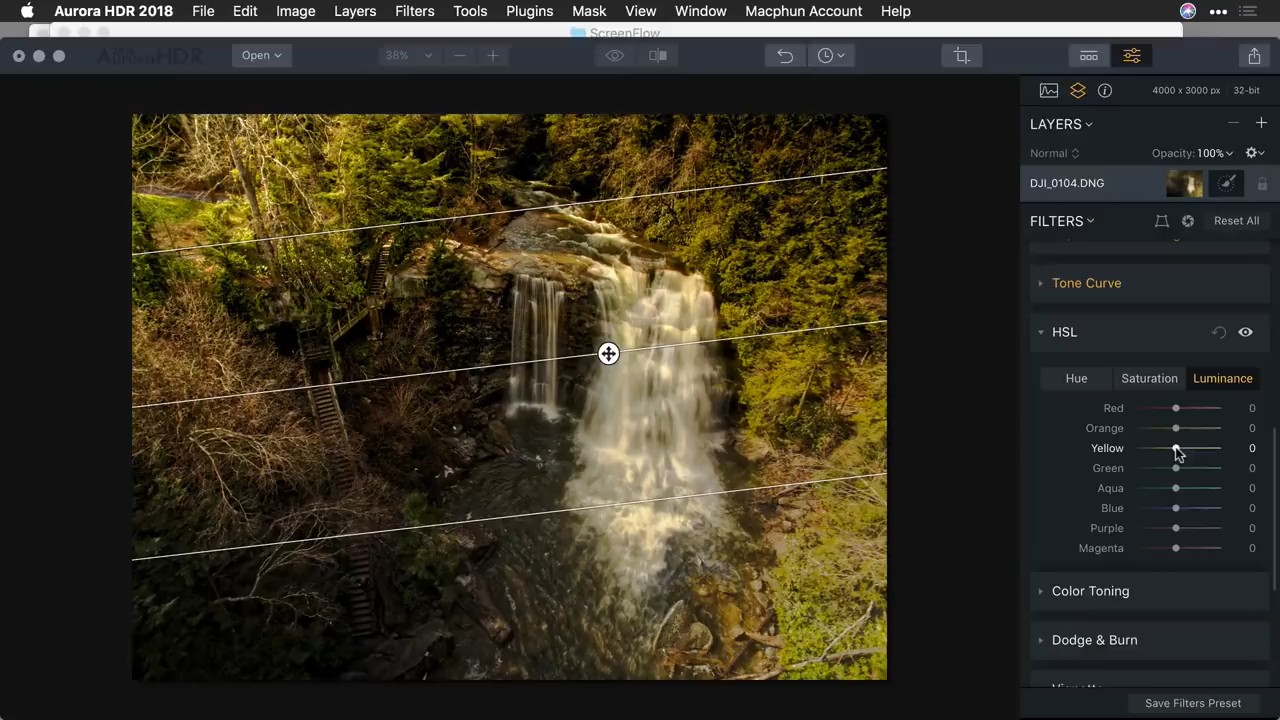 Aurora HDR 2018 File Edit Image Layers Filters Tools Plugins Mask View Window Macphun Account Help
ScreenFlow
AuroraHDR Open 38%
4000 x 3000 px 32-bit
LAYERS
Normal Opacity: 100%
DJI_0104.DNG
FILTERS Reset All
Tone Curve
HSL
Hue Saturation Luminance
Red 0
Orange 0
Yellow 0
Green 0
Aqua 0
Blue 0
Purple 0
Magenta 0
Color Toning
Dodge & Burn
Vignette
Save Filters Preset